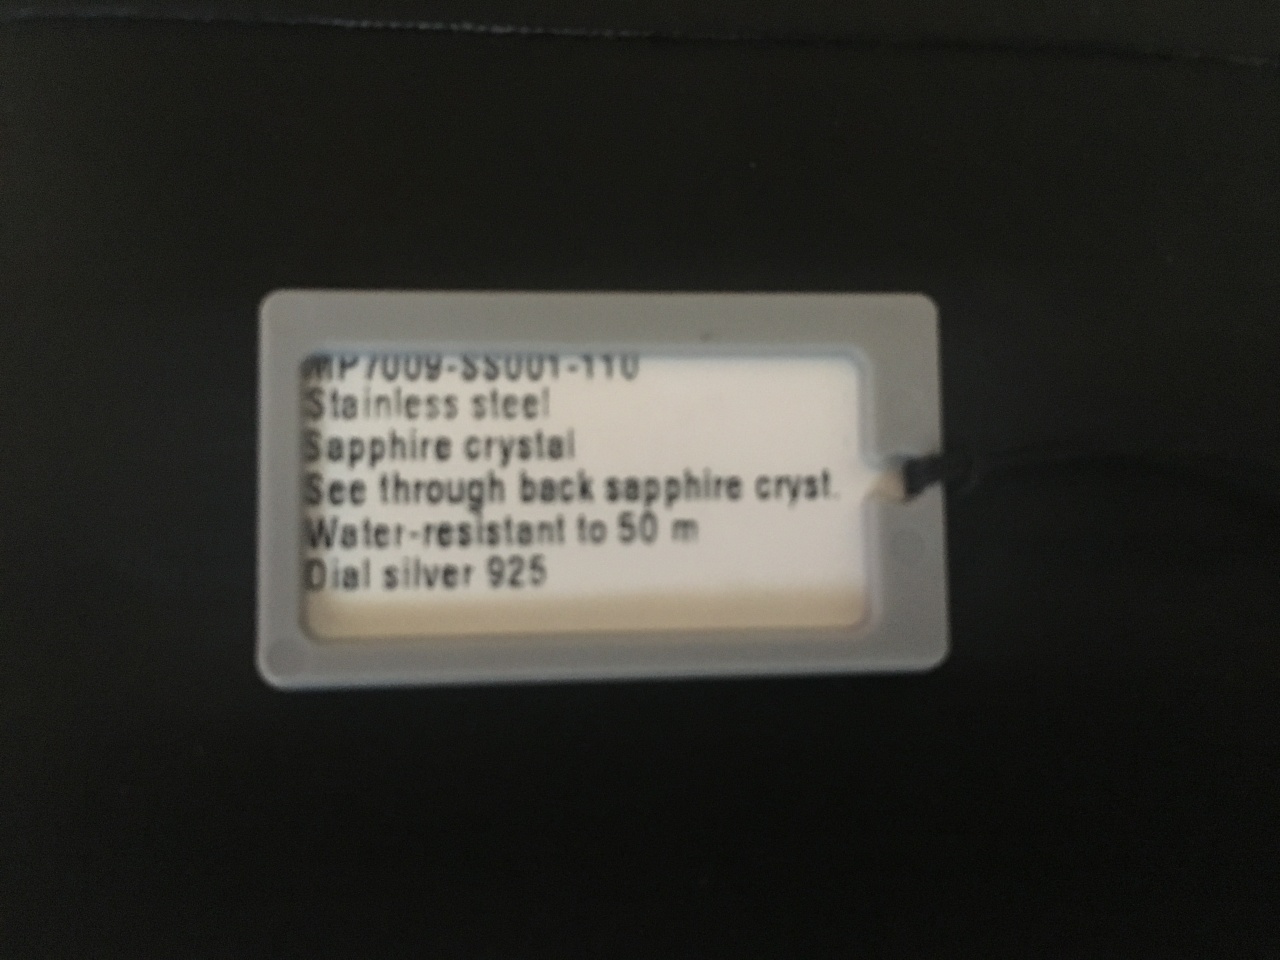 MP7009-SS001-110
Stainless steel
Sapphire crystal
See through back sapphire cryst.
Water-resistant to 50 m
Dial silver 925